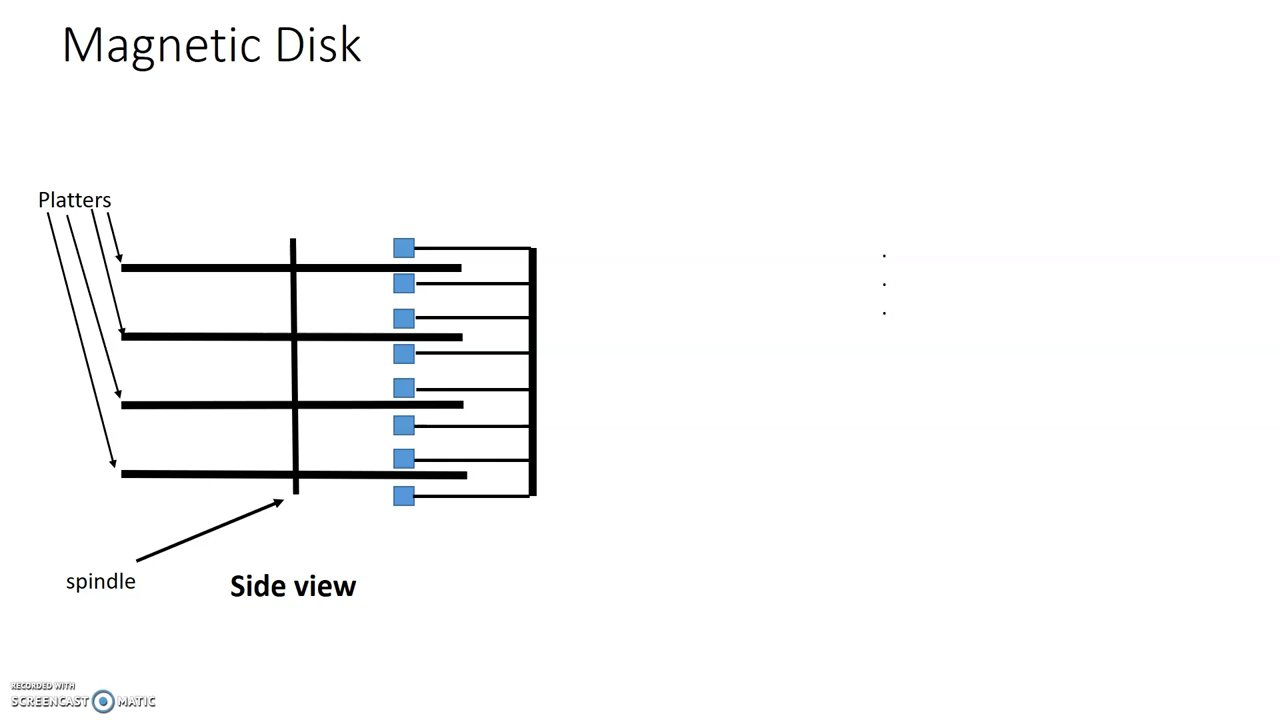 Magnetic Disk
Platters
.
.
.
spindle
Side view
RECORDED WITH
SCREENCAST MATIC